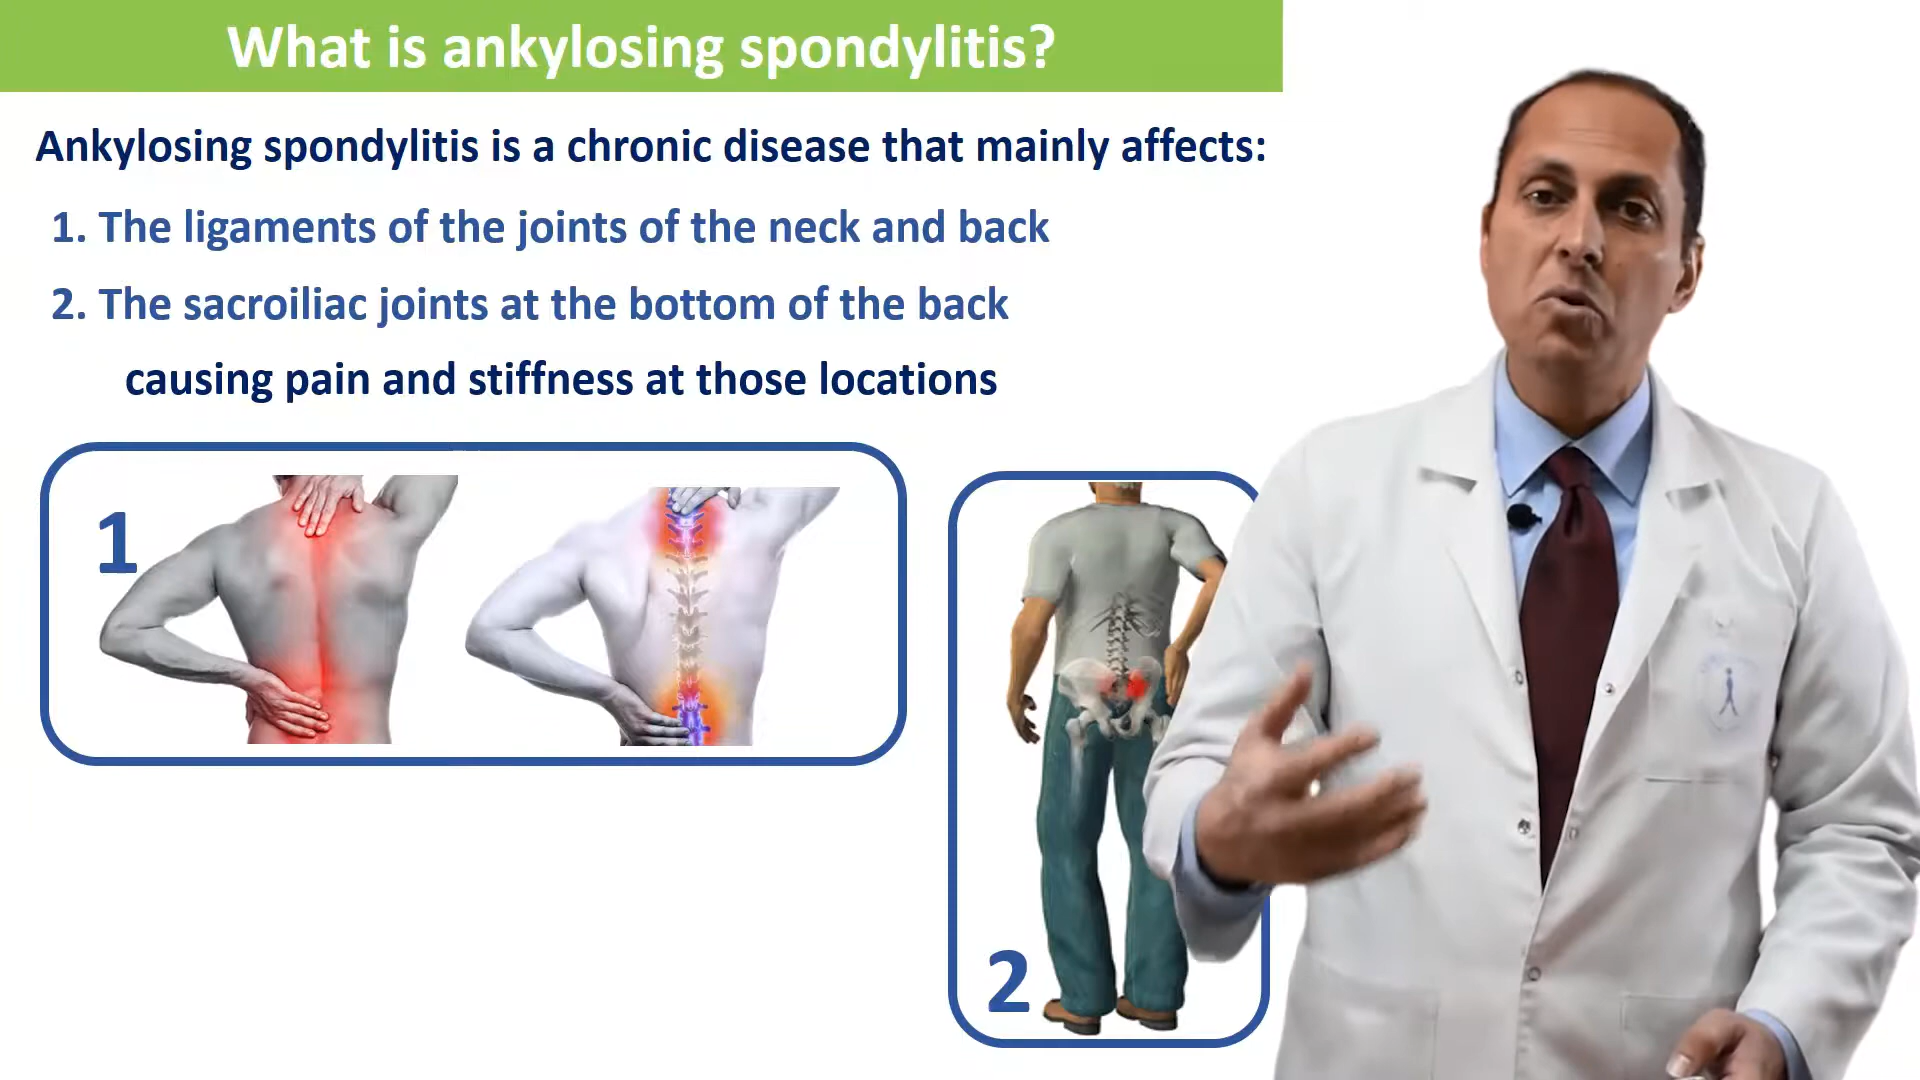 What is ankylosing spondylitis?
Ankylosing spondylitis is a chronic disease that mainly affects:
1. The ligaments of the joints of the neck and back
2. The sacroiliac joints at the bottom of the back
causing pain and stiffness at those locations
1
2